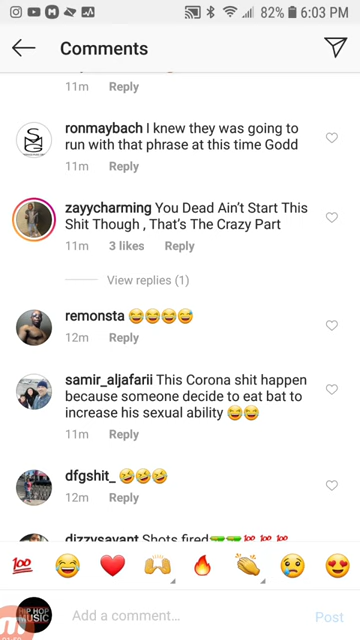 82% 6:03 PM
Comments
11m Reply
ronmaybach I knew they was going to
run with that phrase at this time Godd
11m Reply
zayycharming You Dead Ain't Start This
Shit Though , That's The Crazy Part
11m 3 likes Reply
View replies (1)
remonsta 😂😂😂😅
12m Reply
samir_aljafarii This Corona shit happen
because someone decide to eat bat to
increase his sexual ability 😂😂
11m Reply
dfgshit_ 🤣🤣🤣
12m Reply
dizzysavant Shots fired🔫🔫💯💯💯
💯😂❤️🙌🔥👏😢😍
HIP HOP
MUSIC
Add a comment...
Post